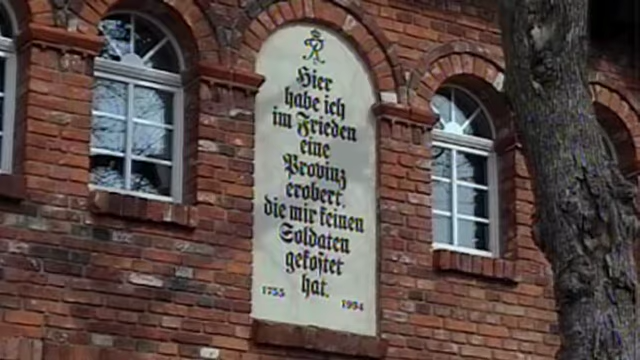 Hier
habe ich
im Frieden
eine
Provinz
erobert,
die mir keinen
Soldaten
gekostet
hat.
1755 1994